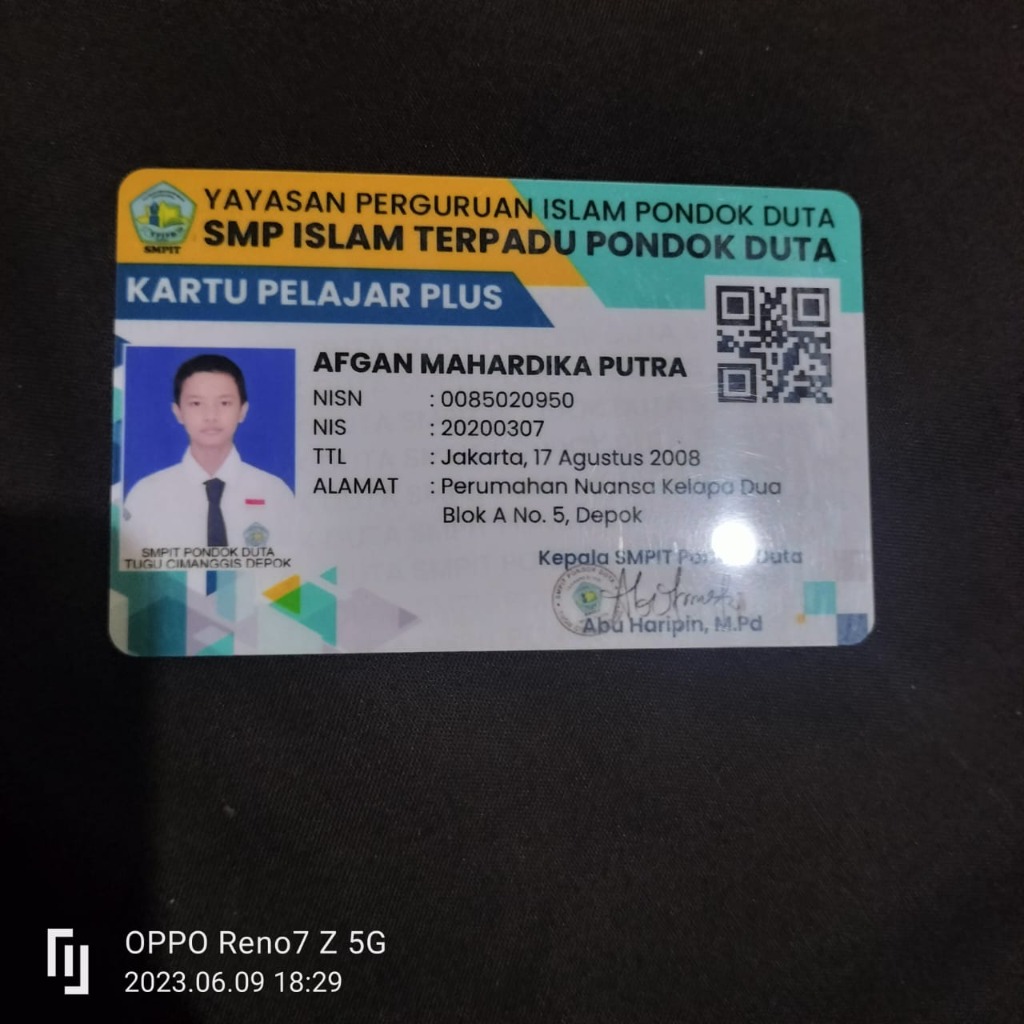 YAYASAN PERGURUAN ISLAM PONDOK DUTA
SMP ISLAM TERPADU PONDOK DUTA
SMPIT
KARTU PELAJAR PLUS
AFGAN MAHARDIKA PUTRA
NISN : 0085020950
NIS : 20200307
TTL : Jakarta, 17 Agustus 2008
ALAMAT : Perumahan Nuansa Kelapa Dua
Blok A No. 5, Depok
SMPIT PONDOK DUTA
TUGU CIMANGGIS DEPOK
Kepala SMPIT Pondok Duta
Abu Haripin, M.Pd
OPPO Reno7 Z 5G
2023.06.09 18:29